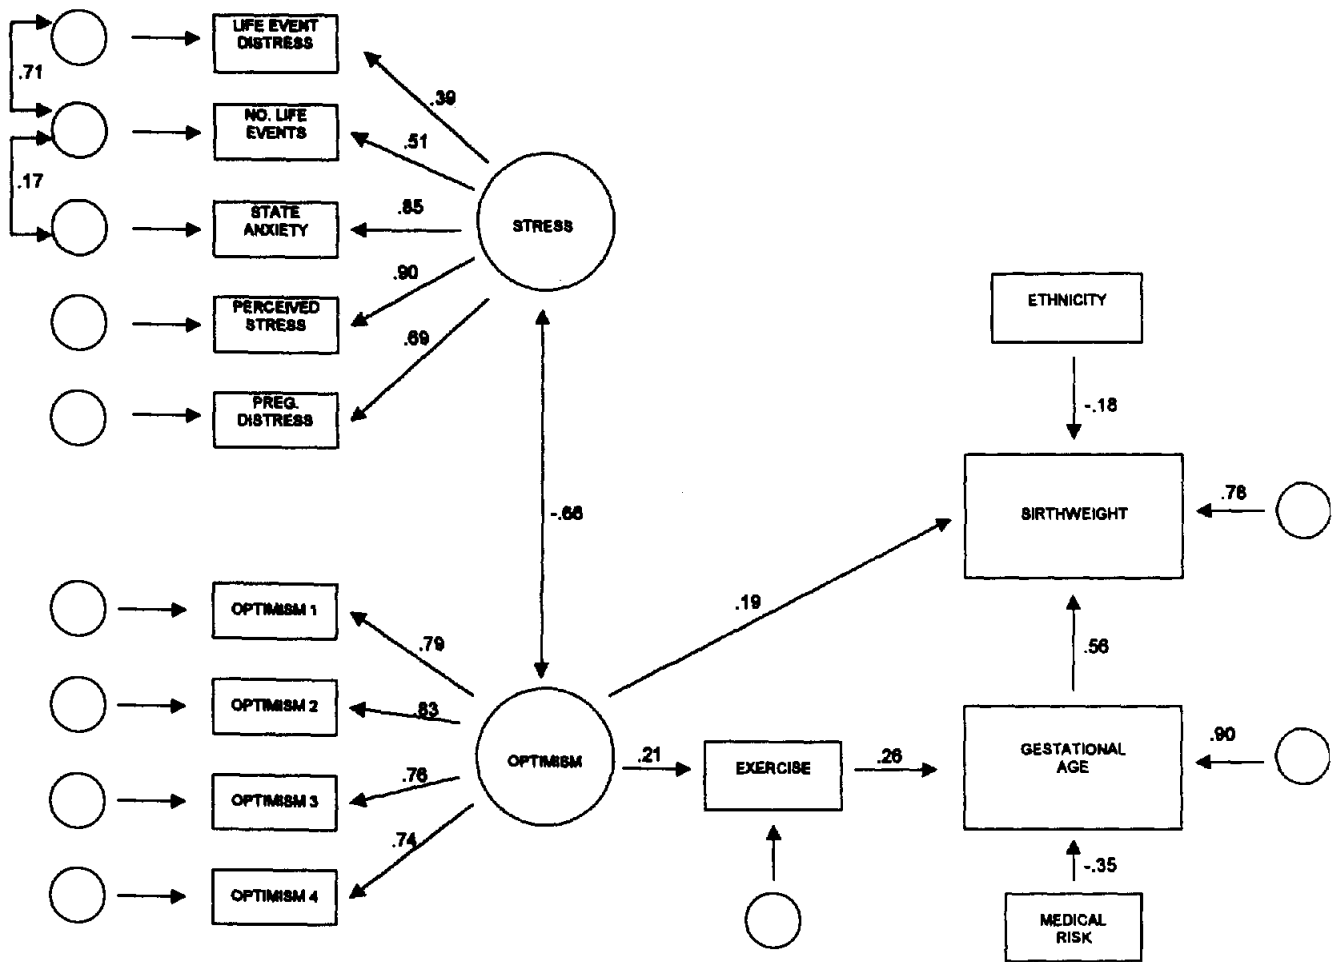 LIFE EVENT
DISTRESS
.71
.39
NO. LIFE
EVENTS
.51
.17
STATE
ANXIETY
.85
STRESS
.90
PERCEIVED
STRESS
.69
PREG.
DISTRESS
ETHNICITY
-.18
BIRTHWEIGHT
.78
-.66
OPTIMISM 1
.79
.19
.56
OPTIMISM 2
.83
OPTIMISM
.21
EXERCISE
.26
GESTATIONAL
AGE
.90
.76
OPTIMISM 3
.74
OPTIMISM 4
-.35
MEDICAL
RISK